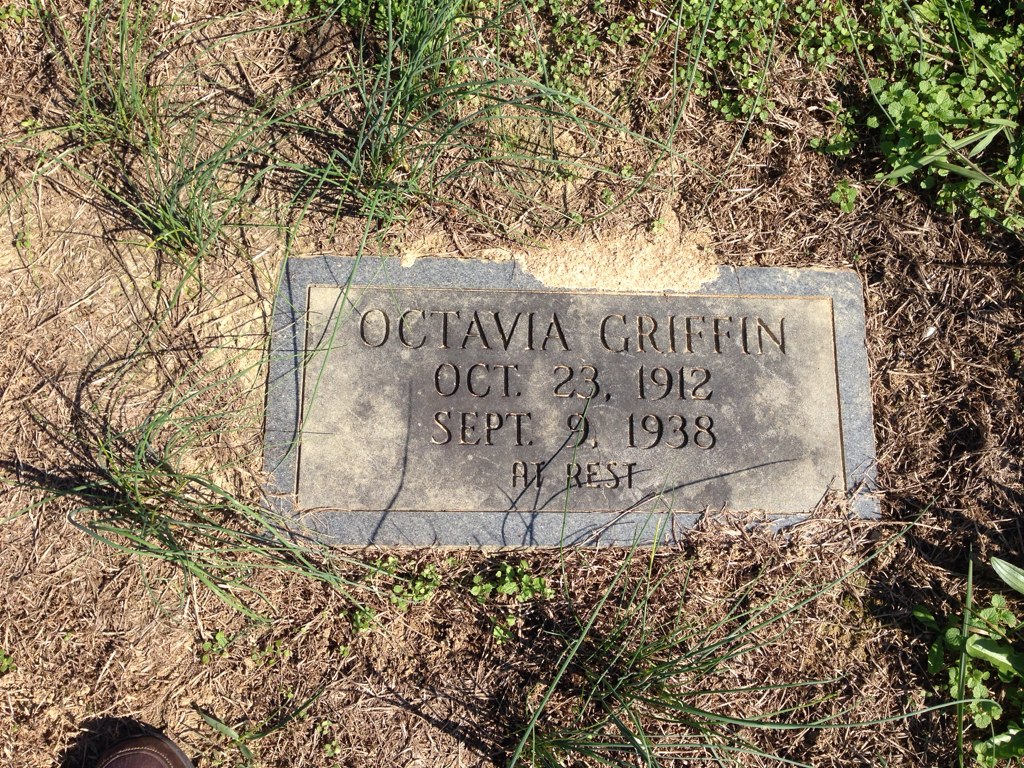 OCTAVIA GRIFFIN
OCT. 23, 1912
SEPT. 9, 1938
AT REST